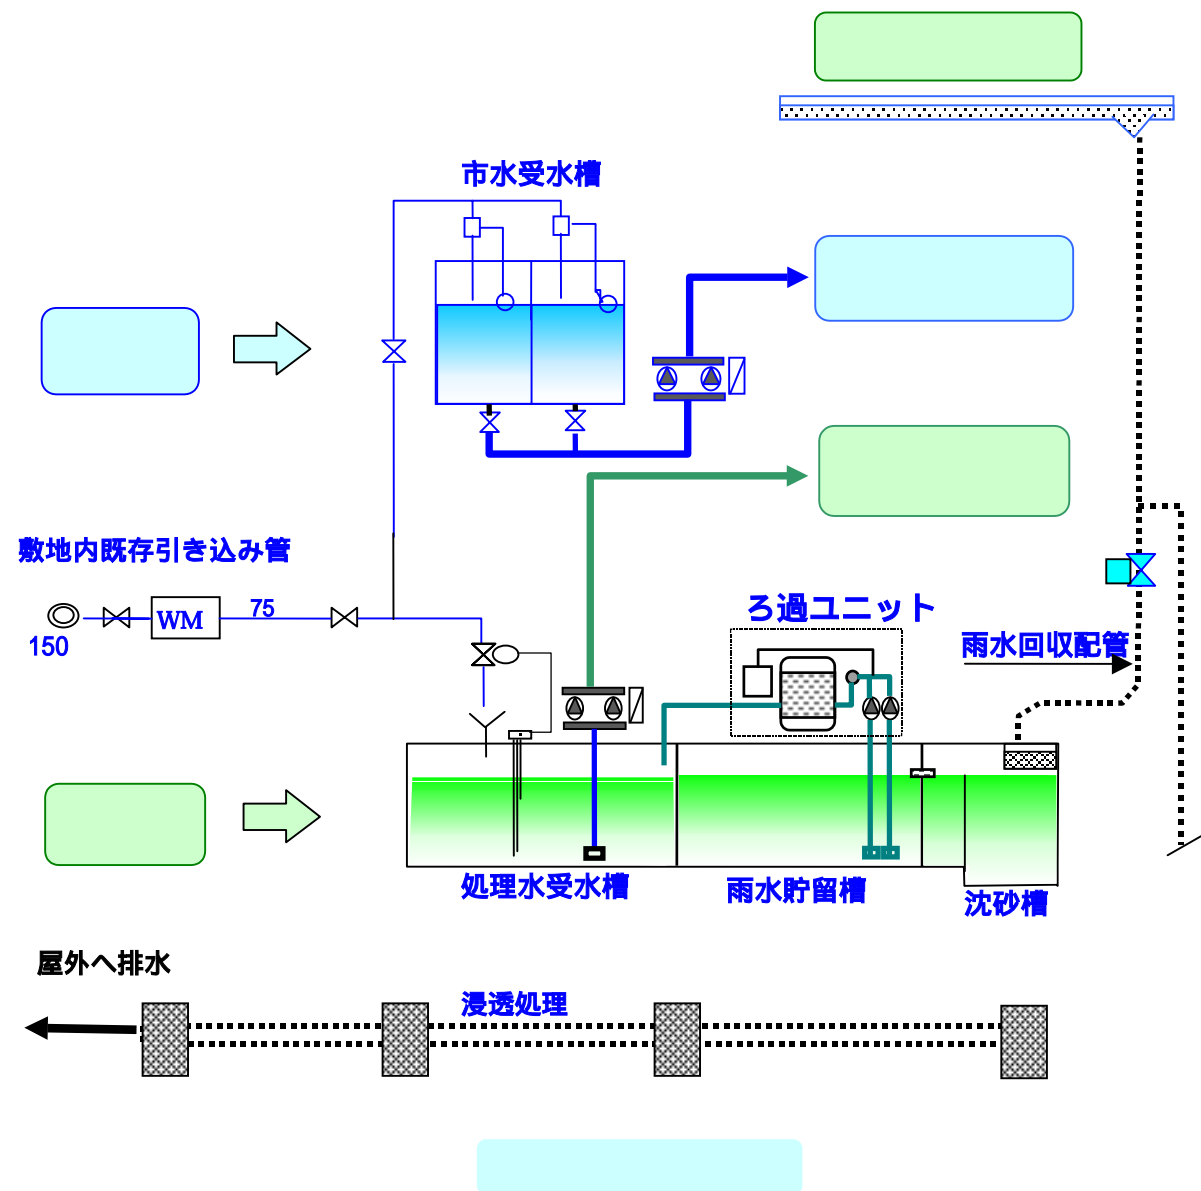 市水受水槽
敷地内既存引き込み管
WM
75
150
ろ過ユニット
雨水回収配管
処理水受水槽
雨水貯留槽
沈砂槽
屋外へ排水
浸透処理